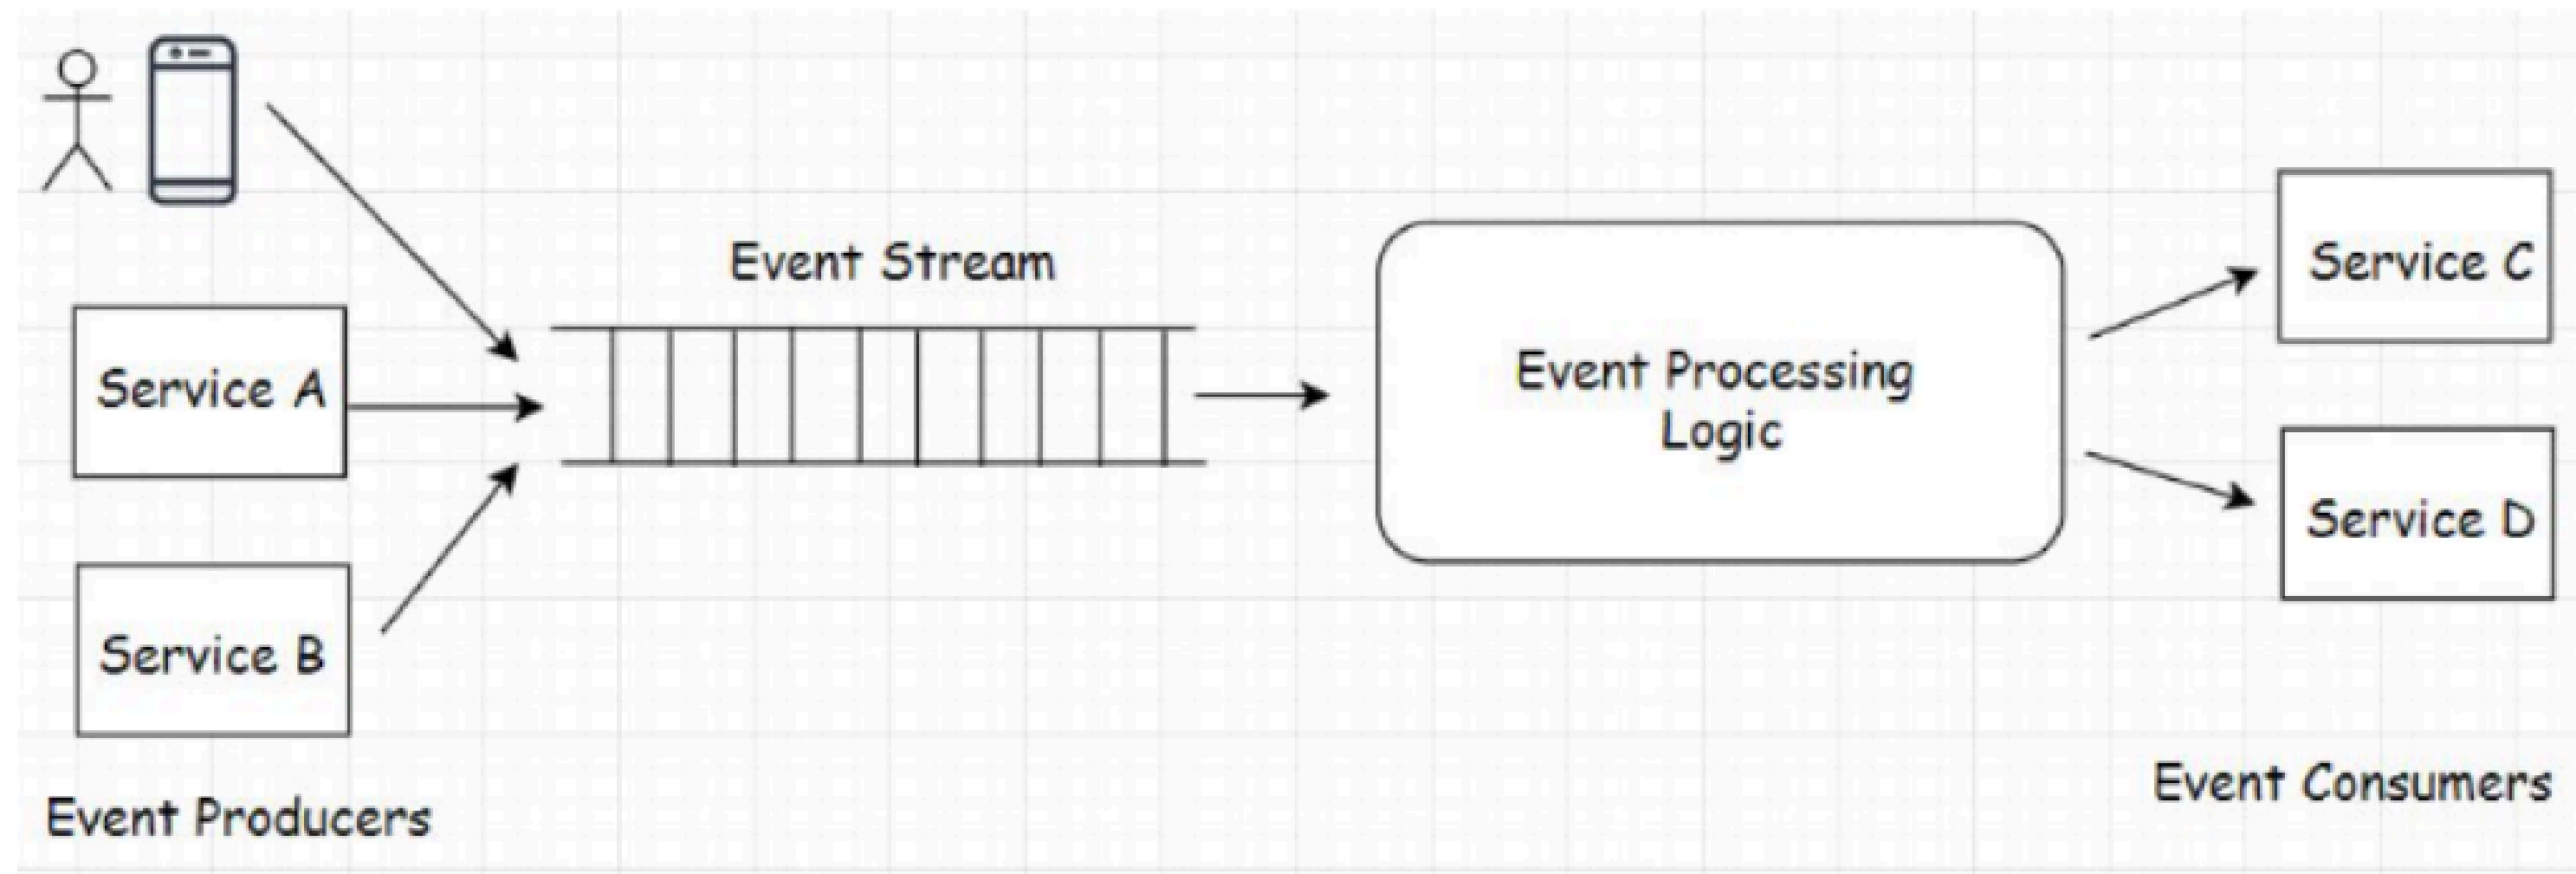 Event Stream
Service A
Service B
Event Producers
Event Processing
Logic
Service C
Service D
Event Consumers